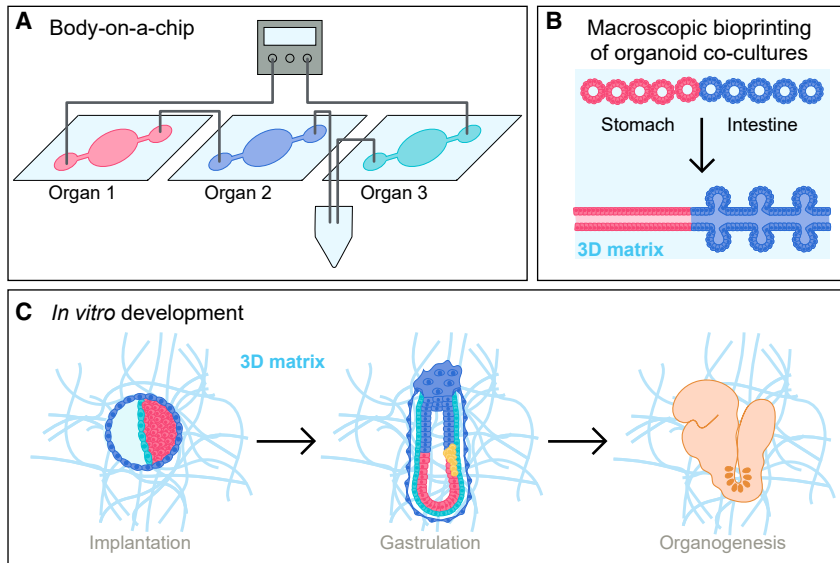 A Body-on-a-chip
Organ 1
Organ 2
Organ 3
B Macroscopic bioprinting
of organoid co-cultures
Stomach
Intestine
3D matrix
C In vitro development
3D matrix
Implantation
Gastrulation
Organogenesis